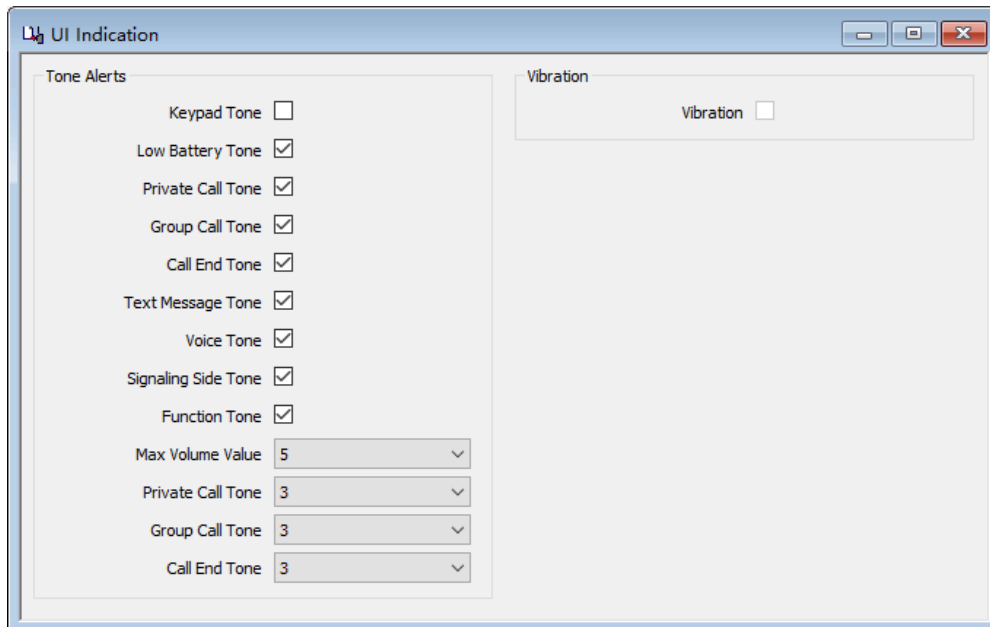 UI Indication
Tone Alerts
Keypad Tone
Low Battery Tone
Private Call Tone
Group Call Tone
Call End Tone
Text Message Tone
Voice Tone
Signaling Side Tone
Function Tone
Max Volume Value 5
Private Call Tone 3
Group Call Tone 3
Call End Tone 3
Vibration
Vibration